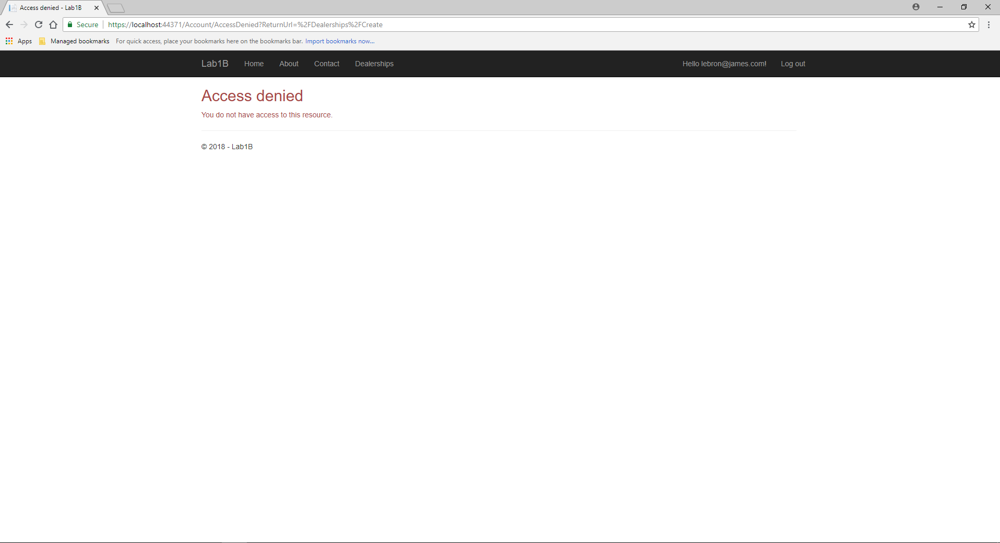 Access denied - Lab1B
Secure https://localhost:44371/Account/AccessDenied?ReturnUrl=%2FDealerships%2FCreate
Apps Managed bookmarks For quick access, place your bookmarks here on the bookmarks bar. Import bookmarks now...
Lab1B Home About Contact Dealerships Hello lebron@james.com! Log out
Access denied
You do not have access to this resource.
© 2018 - Lab1B